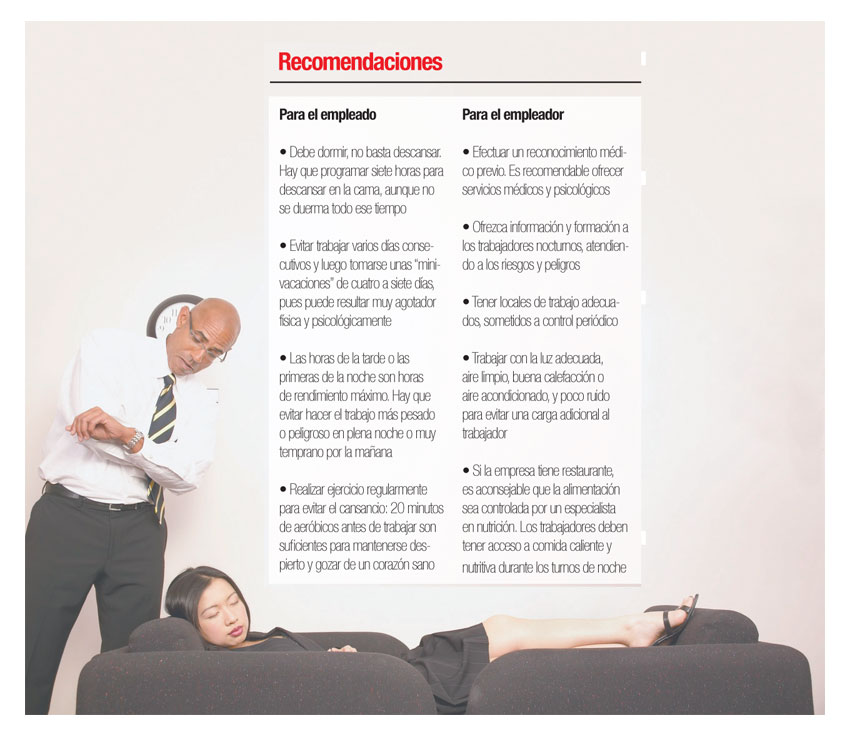 Recomendaciones
Para el empleado
• Debe dormir, no basta descansar.
Hay que programar siete horas para
descansar en la cama, aunque no
se duerma todo ese tiempo
• Evitar trabajar varios días conse-
cutivos y luego tomarse unas “mini-
vacaciones” de cuatro a siete días,
pues puede resultar muy agotador
física y psicológicamente
• Las horas de la tarde o las
primeras de la noche son horas
de rendimiento máximo. Hay que
evitar hacer el trabajo más pesado
o peligroso en plena noche o muy
temprano por la mañana
• Realizar ejercicio regularmente
para evitar el cansancio: 20 minutos
de aeróbicos antes de trabajar son
suficientes para mantenerse des-
pierto y gozar de un corazón sano
Para el empleador
• Efectuar un reconocimiento médi-
co previo. Es recomendable ofrecer
servicios médicos y psicológicos
• Ofrezca información y formación a
los trabajadores nocturnos, atendien-
do a los riesgos y peligros
• Tener locales de trabajo adecua-
dos, sometidos a control periódico
• Trabajar con la luz adecuada,
aire limpio, buena calefacción o
aire acondicionado, y poco ruido
para evitar una carga adicional al
trabajador
• Si la empresa tiene restaurante,
es aconsejable que la alimentación
sea controlada por un especialista
en nutrición. Los trabajadores deben
tener acceso a comida caliente y
nutritiva durante los turnos de noche